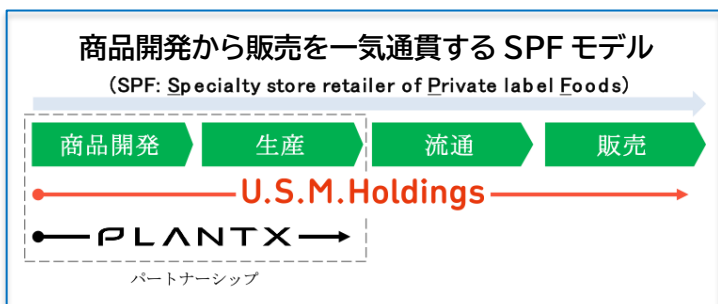 商品開発から販売を一気通貫する SPF モデル
（SPF: Specialty store retailer of Private label Foods）
商品開発 生産 流通 販売
U.S.M.Holdings
PLANTX
パートナーシップ